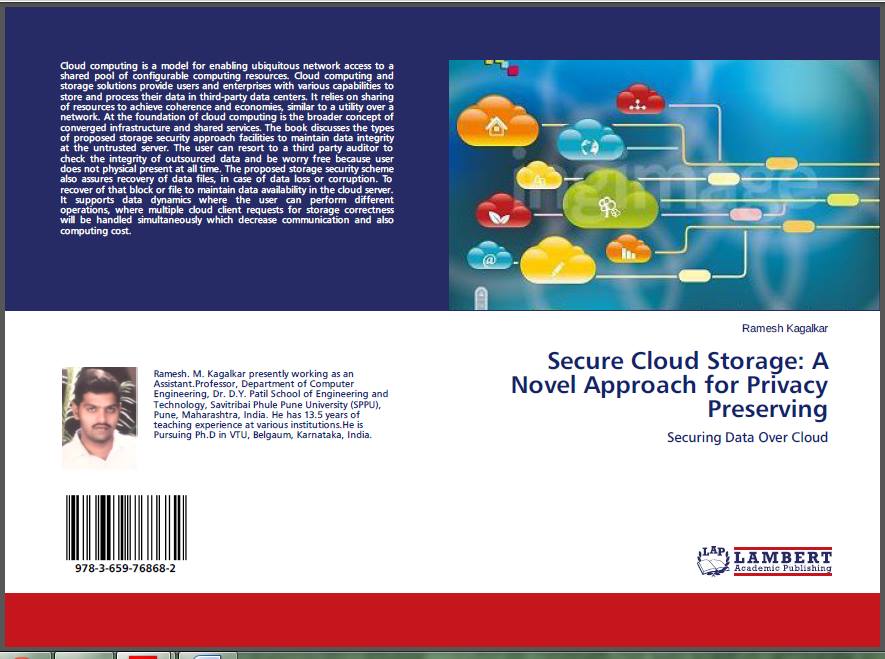 Cloud computing is a model for enabling ubiquitous network access to a
shared pool of configurable computing resources. Cloud computing and
storage solutions provide users and enterprises with various capabilities to
store and process their data in third-party data centers. It relies on sharing
of resources to achieve coherence and economies, similar to a utility over a
network. At the foundation of cloud computing is the broader concept of
converged infrastructure and shared services. The book discusses the types
of proposed storage security approach facilities to maintain data integrity
at the untrusted server. The user can resort to a third party auditor to
check the integrity of outsourced data and be worry free because user
does not physical present at all time. The proposed storage security scheme
also assures recovery of data files, in case of data loss or corruption. To
recover of that block or file to maintain data availability in the cloud server.
It supports data dynamics where the user can perform different
operations, where multiple cloud client requests for storage correctness
will be handled simultaneously which decrease communication and also
computing cost.
ingimage
@
Ramesh Kagalkar
Secure Cloud Storage: A
Novel Approach for Privacy
Preserving
Securing Data Over Cloud
Ramesh. M. Kagalkar presently working as an
Assistant.Professor, Department of Computer
Engineering, Dr. D.Y. Patil School of Engineering and
Technology, Savitribai Phule Pune University (SPPU),
Pune, Maharashtra, India. He has 13.5 years of
teaching experience at various institutions.He is
Pursuing Ph.D in VTU, Belgaum, Karnataka, India.
978-3-659-76868-2
LAP LAMBERT
Academic Publishing